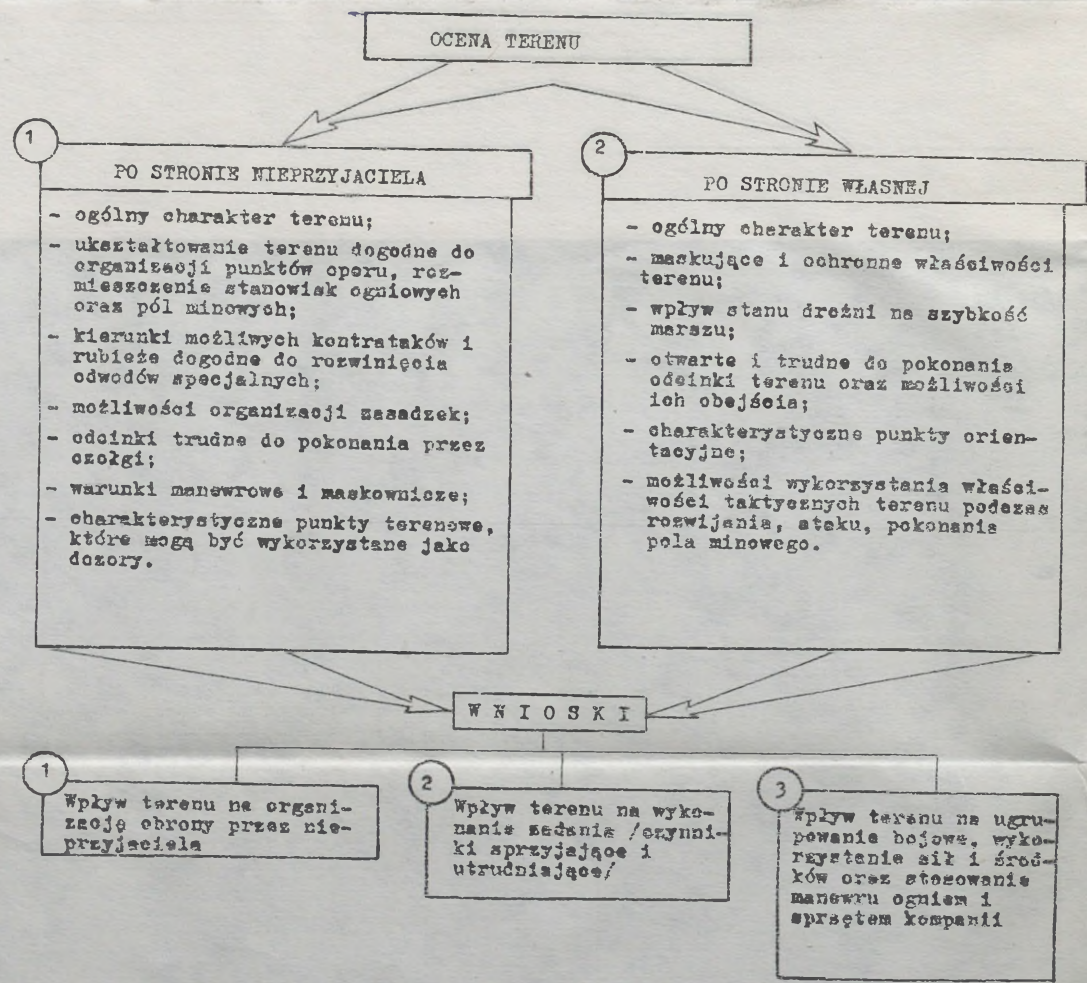 OCENA TERENU
1
PO STRONIE NIEPRZYJACIELA
- ogólny charakter terenu;
- ukształtowanie terenu dogodne do
organizacji punktów oporu, roz-
mieszczenie stanowisk ogniowych
oraz pól minowych;
- kierunki możliwych kontrataków i
rubieże dogodne do rozwinięcia
odwodów specjalnych;
- możliwości organizacji zasadzek;
- odcinki trudne do pokonania przez
czołgi;
- warunki manewrowe i maskownicze;
- charakterystyczne punkty terenowe,
które mogą być wykorzystane jako
dozory.
2
PO STRONIE WŁASNEJ
- ogólny charakter terenu;
- maskujące i ochronne właściwości
terenu;
- wpływ stanu drożni na szybkość
marszu;
- otwarte i trudne do pokonania
odcinki terenu oraz możliwości
ich obejścia;
- charakterystyczne punkty orien-
tacyjne;
- możliwości wykorzystania właści-
wości taktycznych terenu podczas
rozwijania, ataku, pokonania
pola minowego.
W N I O S K I
1
Wpływ terenu na organi-
zację obrony przez nie-
przyjaciela
2
Wpływ terenu na wyko-
nanie zadania /czynni-
ki sprzyjające i
utrudniające/
3
Wpływ terenu na ugru-
powanie bojowe, wyko-
rzystanie sił i środ-
ków oraz stosowanie
manewru ogniem i
sprzętem kompanii